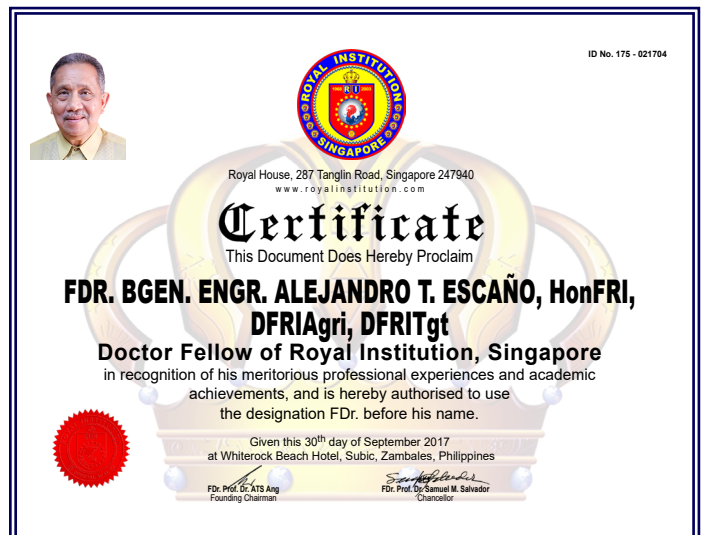 ID No. 175 - 021704
ROYAL INSTITUTION
R I
SINGAPORE
Royal House, 287 Tanglin Road, Singapore 247940
www.royalinstitution.com
Certificate
This Document Does Hereby Proclaim
FDR. BGEN. ENGR. ALEJANDRO T. ESCAÑO, HonFRI,
DFRIAgri, DFRITgt
Doctor Fellow of Royal Institution, Singapore
in recognition of his meritorious professional experiences and academic
achievements, and is hereby authorised to use
the designation FDr. before his name.
Given this 30th day of September 2017
at Whiterock Beach Hotel, Subic, Zambales, Philippines
FDr. Prof. Dr. ATS Ang
Founding Chairman
FDr. Prof. Dr. Samuel M. Salvador
Chancellor